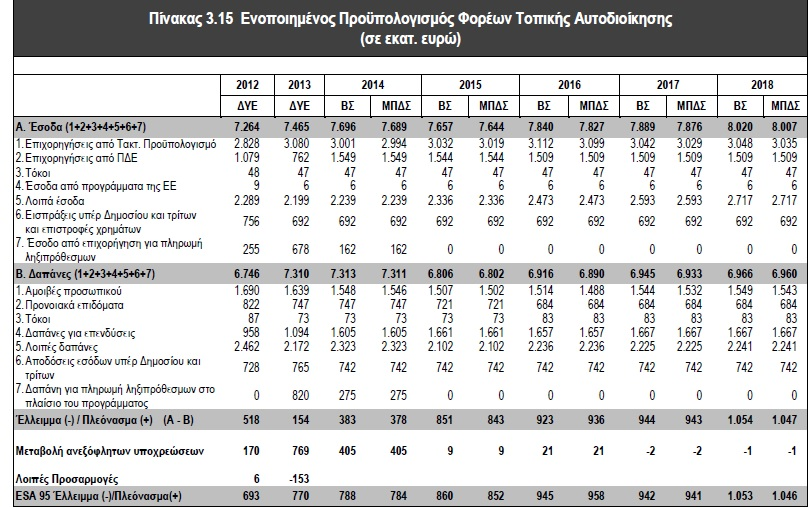 Πίνακας 3.15 Ενοποιημένος Προϋπολογισμός Φορέων Τοπικής Αυτοδιοίκησης
(σε εκατ. ευρώ)
2012 2013 2014 2015 2016 2017 2018
ΔΥΕ ΔΥΕ ΒΣ ΜΠΔΣ ΒΣ ΜΠΔΣ ΒΣ ΜΠΔΣ ΒΣ ΜΠΔΣ ΒΣ ΜΠΔΣ
Α. Έσοδα (1+2+3+4+5+6+7) 7.264 7.465 7.696 7.689 7.657 7.644 7.840 7.827 7.889 7.876 8.020 8.007
1. Επιχορηγήσεις από Τακτ. Προϋπολογισμό 2.828 3.080 3.001 2.994 3.032 3.019 3.112 3.099 3.042 3.029 3.048 3.035
2. Επιχορηγήσεις από ΠΔΕ 1.079 762 1.549 1.549 1.544 1.544 1.509 1.509 1.509 1.509 1.509 1.509
3. Τόκοι 48 47 47 47 47 47 47 47 47 47 47 47
4. Έσοδα από προγράμματα της ΕΕ 9 6 6 6 6 6 6 6 6 6 6 6
5. Λοιπά έσοδα 2.289 2.199 2.239 2.239 2.336 2.336 2.473 2.473 2.593 2.593 2.717 2.717
6. Εισπράξεις υπέρ Δημοσίου και τρίτων
και επιστροφές χρημάτων 756 692 692 692 692 692 692 692 692 692 692 692
7. Έσοδο από επιχορήγηση για πληρωμή
ληξιπρόθεσμων 255 678 162 162 0 0 0 0 0 0 0 0
Β. Δαπάνες (1+2+3+4+5+6+7) 6.746 7.310 7.313 7.311 6.806 6.802 6.916 6.890 6.945 6.933 6.966 6.960
1. Αμοιβές προσωπικού 1.690 1.639 1.548 1.546 1.507 1.502 1.514 1.488 1.544 1.532 1.549 1.543
2. Προνοιακά επιδόματα 822 747 747 747 721 721 684 684 684 684 684 684
3. Τόκοι 87 73 73 73 73 73 83 83 83 83 83 83
4. Δαπάνες για επενδύσεις 958 1.094 1.605 1.605 1.661 1.661 1.657 1.657 1.667 1.667 1.667 1.667
5. Λοιπές δαπάνες 2.462 2.172 2.323 2.323 2.102 2.102 2.236 2.236 2.225 2.225 2.241 2.241
6. Αποδόσεις εσόδων υπέρ Δημοσίου και
τρίτων 728 765 742 742 742 742 742 742 742 742 742 742
7. Δαπάνη για πληρωμή ληξιπρόθεσμων στο
πλαίσιο του προγράμματος 0 820 275 275 0 0 0 0 0 0 0 0
Έλλειμμα (-) / Πλεόνασμα (+) (Α - Β) 518 154 383 378 851 843 923 936 944 943 1.054 1.047
Μεταβολή ανεξόφλητων υποχρεώσεων 170 769 405 405 9 9 21 21 -2 -2 -1 -1
Λοιπές Προσαρμογές 6 -153
ESA 95 Έλλειμμα (-)/Πλεόνασμα(+) 693 770 788 784 860 852 945 958 942 941 1.053 1.046